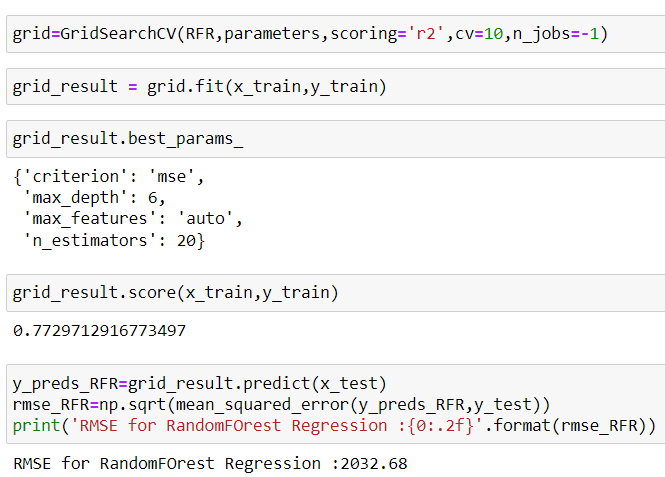 grid=GridSearchCV(RFR,parameters,scoring='r2',cv=10,n_jobs=-1)
grid_result = grid.fit(x_train,y_train)
grid_result.best_params_
{'criterion': 'mse',
 'max_depth': 6,
 'max_features': 'auto',
 'n_estimators': 20}
grid_result.score(x_train,y_train)
0.7729712916773497
y_preds_RFR=grid_result.predict(x_test)
rmse_RFR=np.sqrt(mean_squared_error(y_preds_RFR,y_test))
print('RMSE for RandomFOrest Regression :{0:.2f}'.format(rmse_RFR))
RMSE for RandomFOrest Regression :2032.68